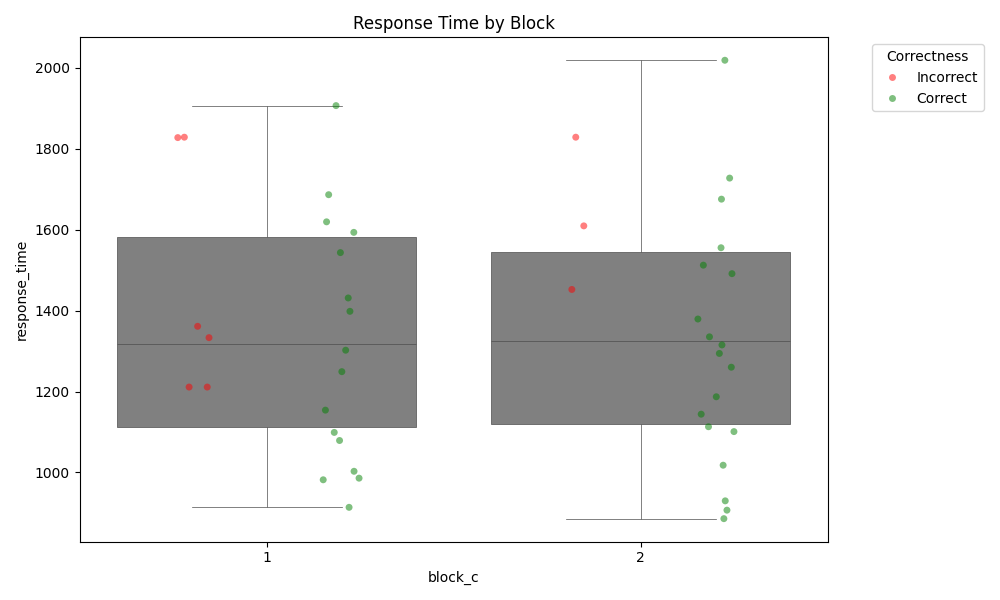 Response Time by Block
Correctness
Incorrect
Correct
response_time
2000
1800
1600
1400
1200
1000
1
2
block_c